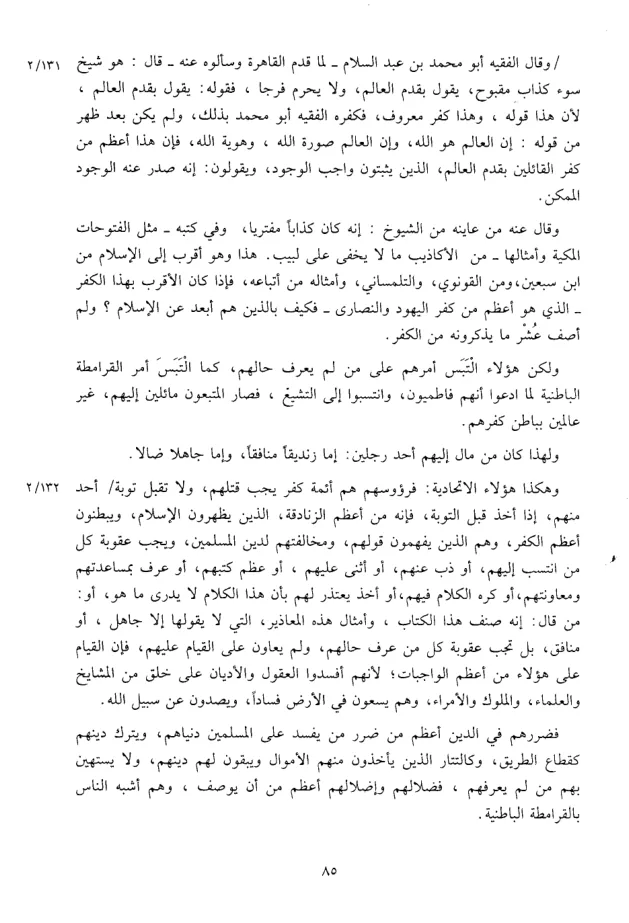 / وقال الفقيه أبو محمد بن عبد السلام ـ لما قدم القاهرة وسألوه عنه ـ قال : هو شيخ ٢/١٣١
سوء كذاب مقبوح، يقول بقدم العالم، ولا يحرم فرجا ، فقوله: يقول بقدم العالم ،
لأن هذا قوله ، وهذا كفر معروف، فكفره الفقيه أبو محمد بذلك، ولم يكن بعد ظهر
من قوله : إن العالم هو الله، وإن العالم صورة الله ، وهوية الله، فإن هذا أعظم من
كفر القائلين بقدم العالم، الذين يثبتون واجب الوجود، ويقولون: إنه صدر عنه الوجود
الممكن.
وقال عنه من عاينه من الشيوخ : إنه كان كذاباً مفتريا، وفي كتبه ـ مثل الفتوحات
المكية وأمثالها ـ من الأكاذيب ما لا يخفى على لبيب. هذا وهو أقرب إلى الإسلام من
ابن سبعين،ومن القونوي، والتلمساني، وأمثاله من أتباعه، فإذا كان الأقرب بهذا الكفر
ـ الذي هو أعظم من كفر اليهود والنصارى ـ فكيف بالذين هم أبعد عن الإسلام ؟ ولم
أصف عُشْر ما يذكرونه من الكفر.
ولكن هؤلاء الْتَبَس أمرهم على من لم يعرف حالهم، كما الْتَبَسَ أمر القرامطة
الباطنية لما ادعوا أنهم فاطميون، وانتسبوا إلى التشيع ، فصار المتبعون مائلين إليهم، غير
عالمين بباطن كفرهم.
ولهذا كان من مال إليهم أحد رجلين: إما زنديقاً منافقاً، وإما جاهلا ضالا.
وهكذا هؤلاء الاتحادية: فرؤوسهم هم أئمة كفر يجب قتلهم، ولا تقبل توبة/ أحد ٢/١٣٢
منهم، إذا أخذ قبل التوبة، فإنه من أعظم الزنادقة، الذين يظهرون الإسلام، ويبطنون
أعظم الكفر، وهم الذين يفهمون قولهم، ومخالفتهم لدين المسلمين، ويجب عقوبة كل
من انتسب إليهم، أو ذب عنهم، أو أثنى عليهم ، أو عظم كتبهم، أو عرف بمساعدتهم
ومعاونتهم،أو كره الكلام فيهم،أو أخذ يعتذر لهم بأن هذا الكلام لا يدرى ما هو، أو:
من قال: إنه صنف هذا الكتاب ، وأمثال هذه المعاذير، التي لا يقولها إلا جاهل ، أو
منافق، بل تجب عقوبة كل من عرف حالهم، ولم يعاون على القيام عليهم، فإن القيام
على هؤلاء من أعظم الواجبات؛ لأنهم أفسدوا العقول والأديان على خلق من المشايخ
والعلماء، والملوك والأمراء، وهم يسعون في الأرض فساداً، ويصدون عن سبيل الله.
فضررهم في الدين أعظم من ضرر من يفسد على المسلمين دنياهم، ويترك دينهم
كقطاع الطريق، وكالتتار الذين يأخذون منهم الأموال ويبقون لهم دينهم، ولا يستهين
بهم من لم يعرفهم ، فضلالهم وإضلالهم أعظم من أن يوصف ، وهم أشبه الناس
بالقرامطة الباطنية.
٨٥